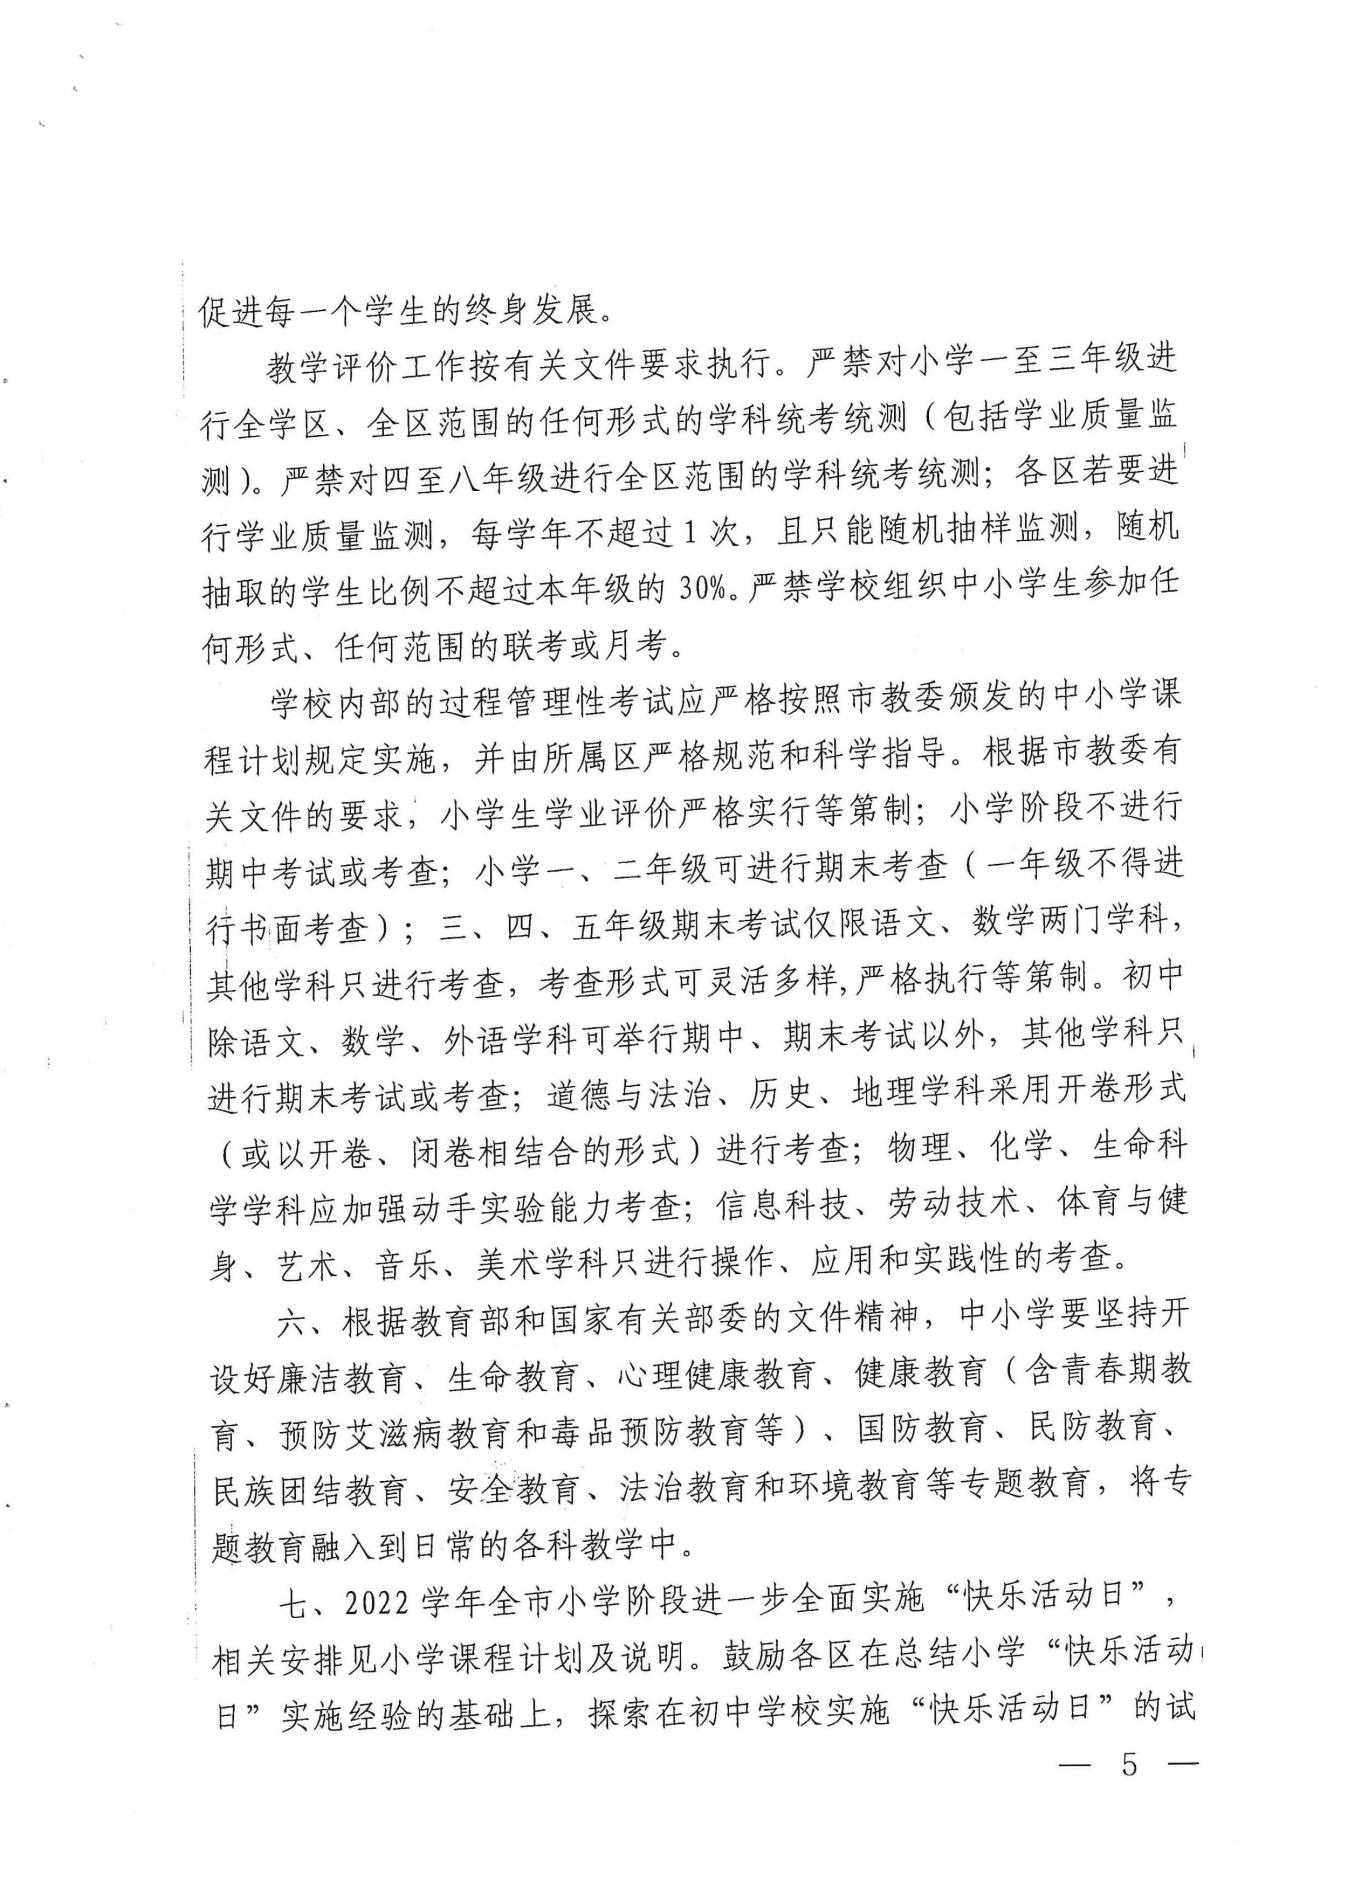 促进每一个学生的终身发展。
教学评价工作按有关文件要求执行。严禁对小学一至三年级进
行全学区、全区范围的任何形式的学科统考统测（包括学业质量监
测）。严禁对四至八年级进行全区范围的学科统考统测；各区若要进
行学业质量监测，每学年不超过1次，且只能随机抽样监测，随机
抽取的学生比例不超过本年级的 30%。严禁学校组织中小学生参加任
何形式、任何范围的联考或月考。
学校内部的过程管理性考试应严格按照市教委颁发的中小学课
程计划规定实施，并由所属区严格规范和科学指导。根据市教委有
关文件的要求，小学生学业评价严格实行等第制；小学阶段不进行
期中考试或考查；小学一、二年级可进行期末考查（一年级不得进
行书面考查）；三、四、五年级期末考试仅限语文、数学两门学科，
其他学科只进行考查，考查形式可灵活多样,严格执行等第制。初中
除语文、数学、外语学科可举行期中、期末考试以外，其他学科只
进行期末考试或考查；道德与法治、历史、地理学科采用开卷形式
（或以开卷、闭卷相结合的形式）进行考查；物理、化学、生命科
学学科应加强动手实验能力考查；信息科技、劳动技术、体育与健
身、艺术、音乐、美术学科只进行操作、应用和实践性的考查。
六、根据教育部和国家有关部委的文件精神，中小学要坚持开
设好廉洁教育、生命教育、心理健康教育、健康教育（含青春期教
育、预防艾滋病教育和毒品预防教育等）、国防教育、民防教育、
民族团结教育、安全教育、法治教育和环境教育等专题教育，将专
题教育融入到日常的各科教学中。
七、2022 学年全市小学阶段进一步全面实施“快乐活动日”，
相关安排见小学课程计划及说明。鼓励各区在总结小学“快乐活动
日”实施经验的基础上，探索在初中学校实施“快乐活动日”的试
— 5 —